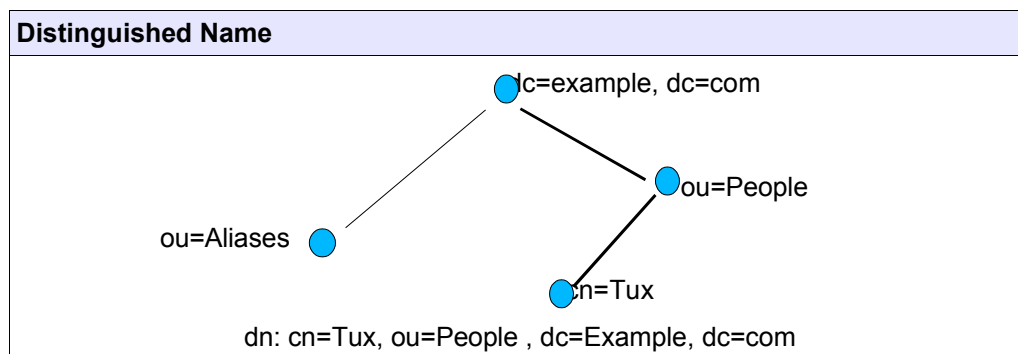 Distinguished Name
dc=example, dc=com
ou=People
ou=Aliases
cn=Tux
dn: cn=Tux, ou=People , dc=Example, dc=com